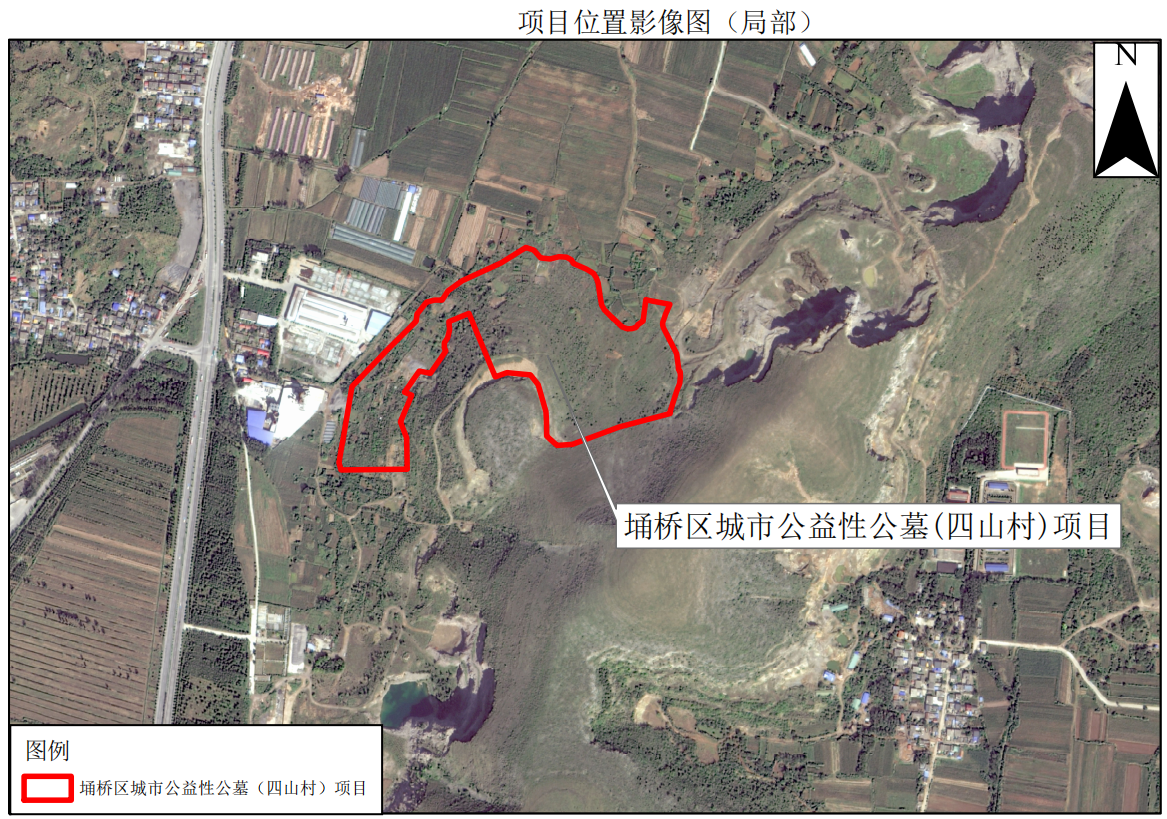 项目位置影像图（局部）
N
埇桥区城市公益性公墓(四山村)项目
图例
埇桥区城市公益性公墓（四山村）项目